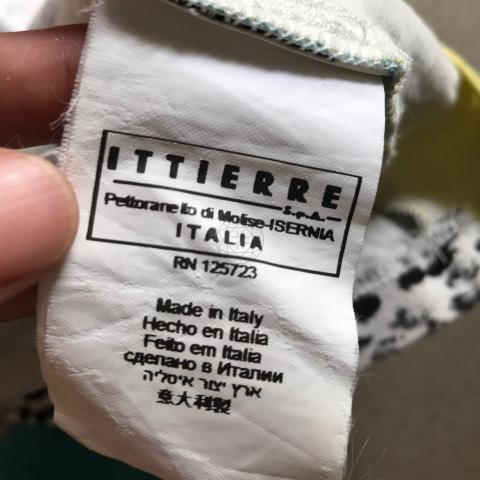 ITTIERRE
S.p.A.
Pettoranello di Molise-ISERNIA
ITALIA
RN 125723
Made in Italy
Hecho en Italia
Feito em Italia
сделано в Италии
ארץ יצור איטליה
意大利製